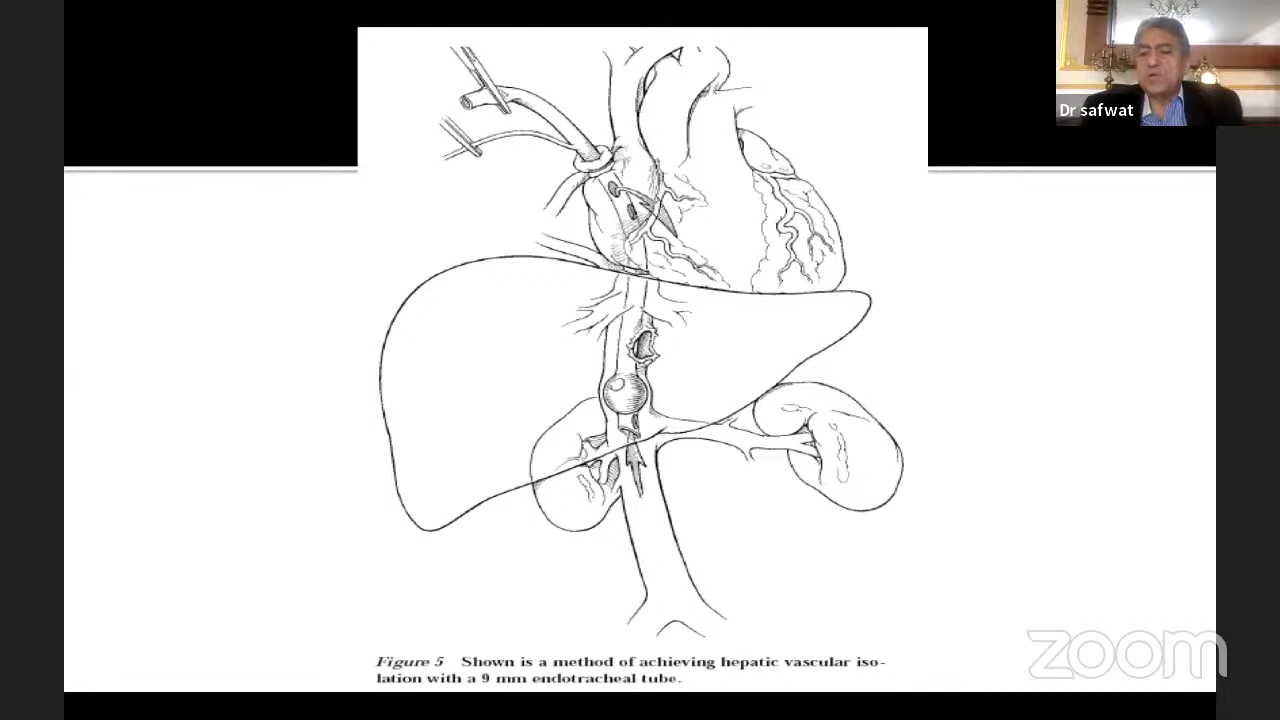 Dr safwat
Figure 5 Shown is a method of achieving hepatic vascular iso-
lation with a 9 mm endotracheal tube.
zoom